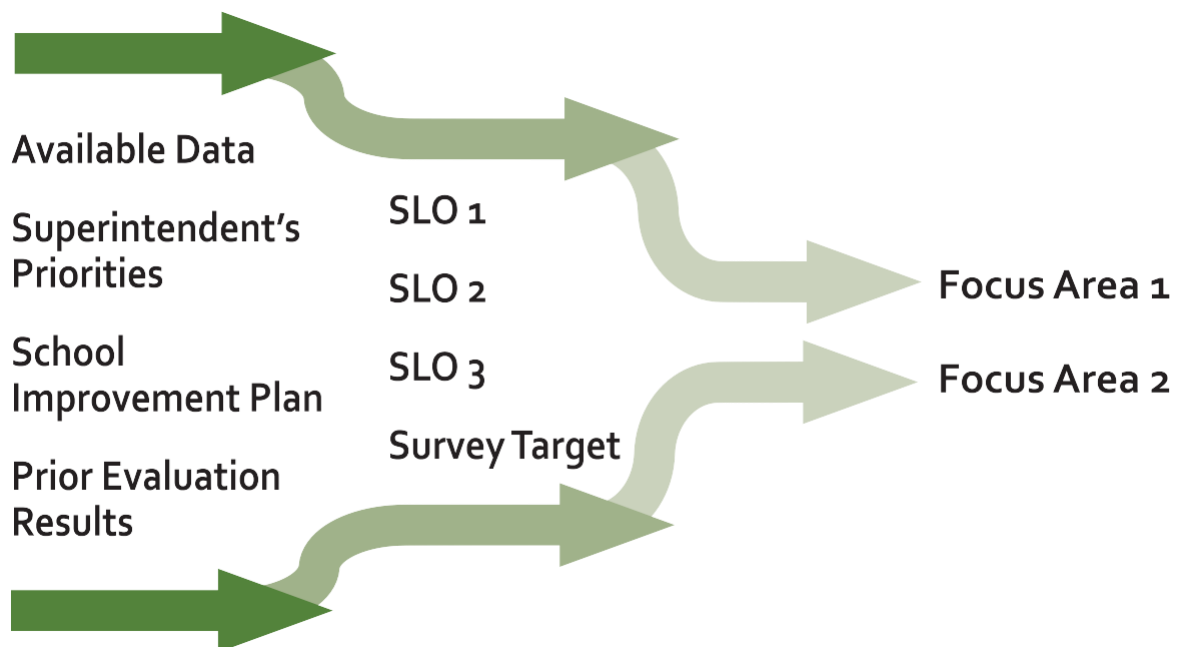 Available Data
Superintendent’s
Priorities
School
Improvement Plan
Prior Evaluation
Results
SLO 1
SLO 2
SLO 3
Survey Target
Focus Area 1
Focus Area 2